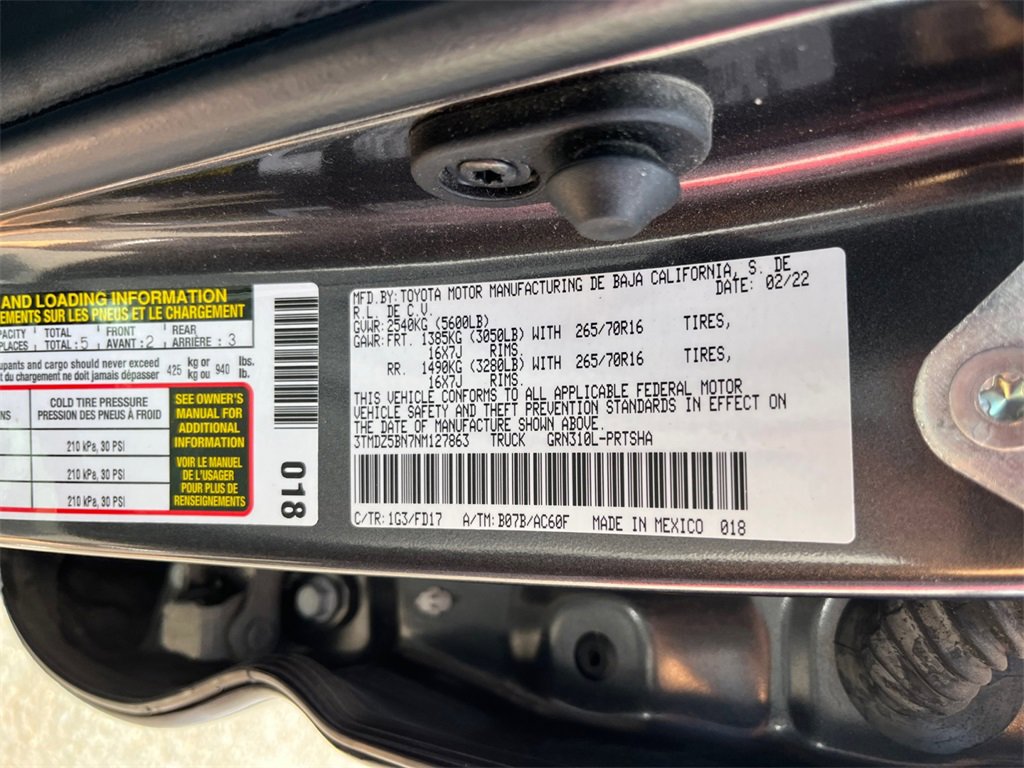 AND LOADING INFORMATION
EMENTS SUR LES PNEUS ET LE CHARGEMENT
TOTAL :5 FRONT REAR
TOTAL AVANT :2 ARRIÈRE : 3
upants and cargo should never exceed 425 kg or 940 lbs.
t du chargement ne doit jamais dépasser kg ou lb.
COLD TIRE PRESSURE
PRESSION DES PNEUS À FROID
210 kPa, 30 PSI
210 kPa, 30 PSI
210 kPa, 30 PSI
SEE OWNER'S
MANUAL FOR
ADDITIONAL
INFORMATION
VOIR LE MANUEL
DE L'USAGER
POUR PLUS DE
RENSEIGNEMENTS
018
MFD.BY:TOYOTA MOTOR MANUFACTURING DE BAJA CALIFORNIA, S. DE
R.L. DE C.V. DATE: 02/22
GVWR:2540KG (5600LB)
GAWR:FRT. 1385KG (3050LB) WITH 265/70R16 TIRES,
16X7J RIMS.
RR. 1490KG (3280LB) WITH 265/70R16 TIRES,
16X7J RIMS.
THIS VEHICLE CONFORMS TO ALL APPLICABLE FEDERAL MOTOR
VEHICLE SAFETY AND THEFT PREVENTION STANDARDS IN EFFECT ON
THE DATE OF MANUFACTURE SHOWN ABOVE.
3TMDZ5BN7NM127863 TRUCK GRN310L-PRTSHA
C/TR:1G3/FD17 A/TM:B07B/AC60F MADE IN MEXICO 018